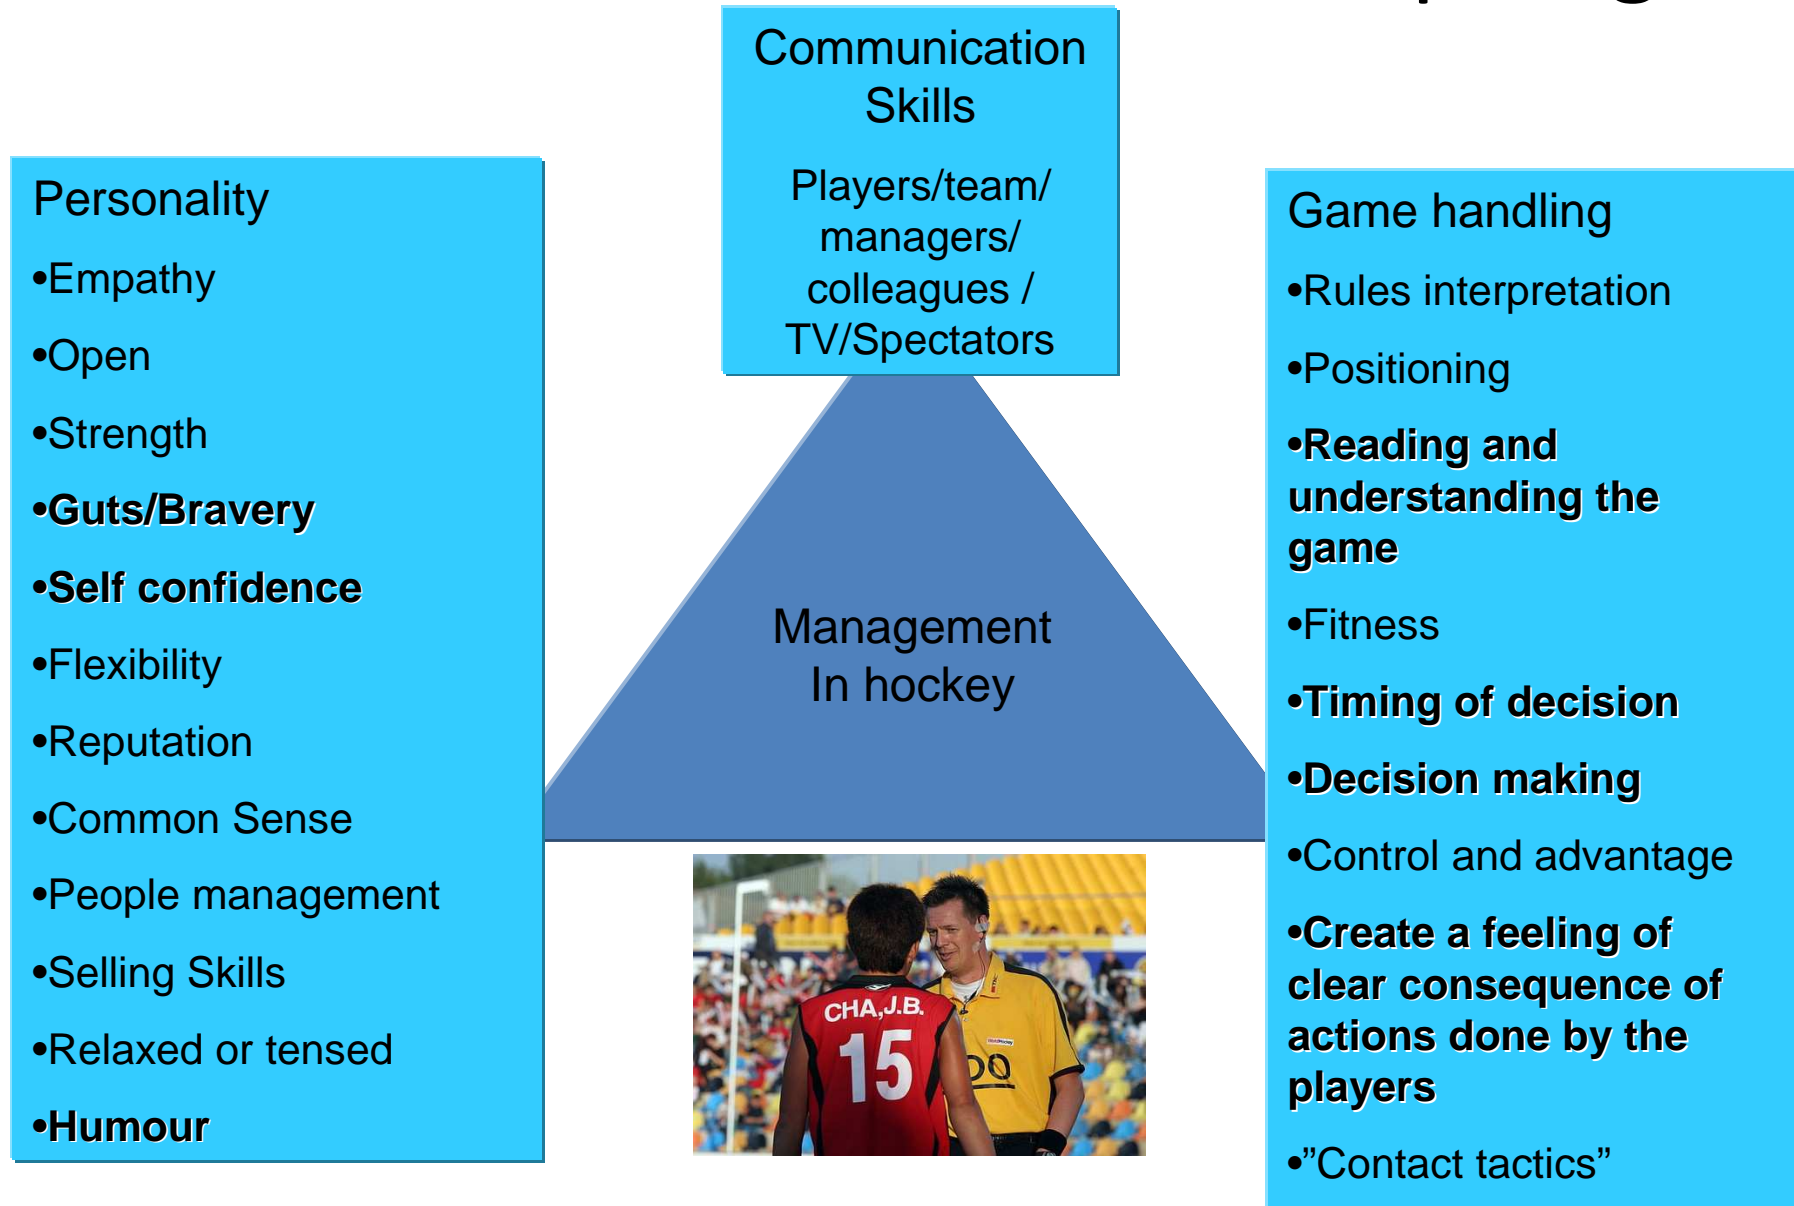 Communication
Skills
Players/team/
managers/
colleagues /
TV/Spectators
Personality
•Empathy
•Open
•Strength
•Guts/Bravery
•Self confidence
•Flexibility
•Reputation
•Common Sense
•People management
•Selling Skills
•Relaxed or tensed
•Humour
Management
In hockey
CHA,J.B.
15
Game handling
•Rules interpretation
•Positioning
•Reading and
understanding the
game
•Fitness
•Timing of decision
•Decision making
•Control and advantage
•Create a feeling of
clear consequence of
actions done by the
players
•”Contact tactics”